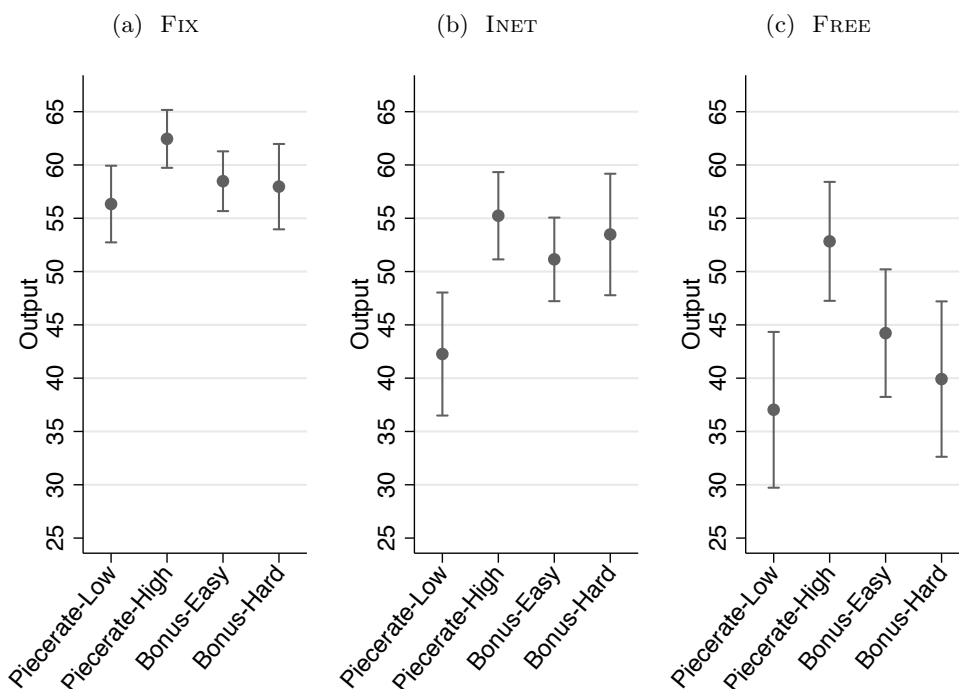 (a) FIX
Output
65
60
55
50
45
40
35
30
25
Piecerate-Low
Piecerate-High
Bonus-Easy
Bonus-Hard
(b) INET
Output
65
60
55
50
45
40
35
30
25
Piecerate-Low
Piecerate-High
Bonus-Easy
Bonus-Hard
(c) FREE
Output
65
60
55
50
45
40
35
30
25
Piecerate-Low
Piecerate-High
Bonus-Easy
Bonus-Hard